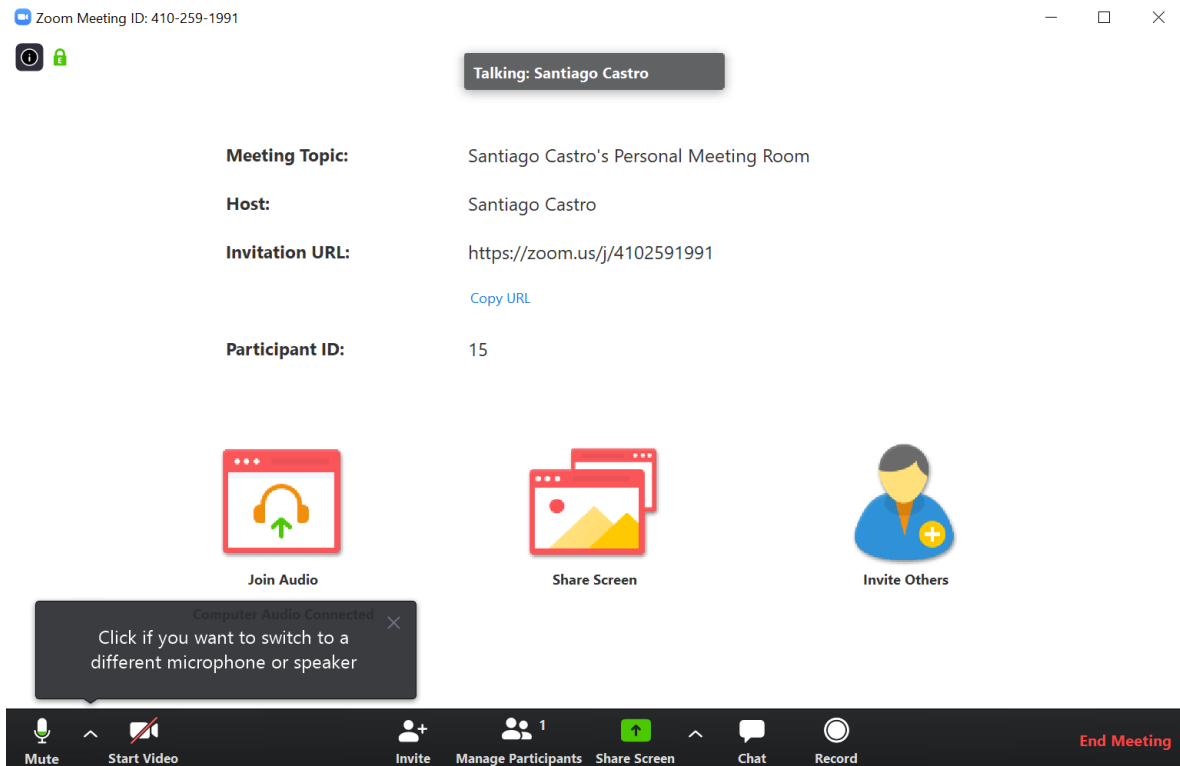 Zoom Meeting ID: 410-259-1991
Talking: Santiago Castro
Meeting Topic: Santiago Castro's Personal Meeting Room
Host: Santiago Castro
Invitation URL: https://zoom.us/j/4102591991
Copy URL
Participant ID: 15
Join Audio
Share Screen
Invite Others
Computer Audio Connected
Click if you want to switch to a
different microphone or speaker
Mute
Start Video
Invite
1
Manage Participants
Share Screen
Chat
Record
End Meeting